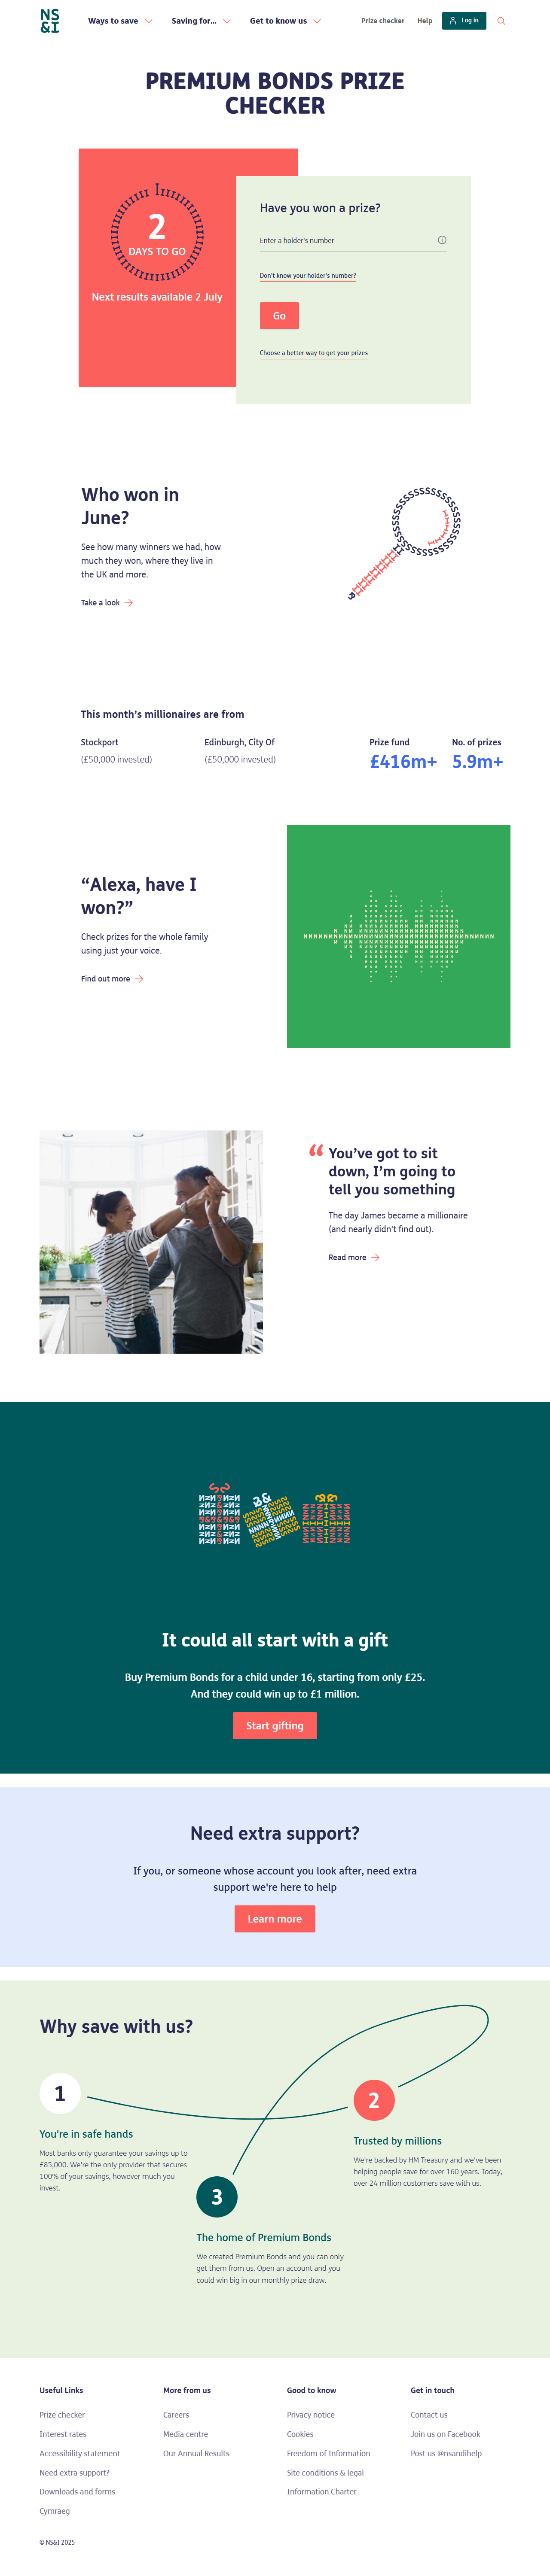 NS
&I
Ways to save
Saving for...
Get to know us
Prize checker
Help
Log in
PREMIUM BONDS PRIZE
CHECKER
2
DAYS TO GO
Next results available 2 July
Have you won a prize?
Enter a holder's number
Don't know your holder's number?
Go
Choose a better way to get your prizes
Who won in
June?
See how many winners we had, how
much they won, where they live in
the UK and more.
Take a look
This month's millionaires are from
Stockport
(£50,000 invested)
Edinburgh, City Of
(£50,000 invested)
Prize fund
£416m+
No. of prizes
5.9m+
“Alexa, have I
won?”
Check prizes for the whole family
using just your voice.
Find out more
“You’ve got to sit
down, I’m going to
tell you something
The day James became a millionaire
(and nearly didn't find out).
Read more
It could all start with a gift
Buy Premium Bonds for a child under 16, starting from only £25.
And they could win up to £1 million.
Start gifting
Need extra support?
If you, or someone whose account you look after, need extra
support we're here to help
Learn more
Why save with us?
1
You're in safe hands
Most banks only guarantee your savings up to
£85,000. We're the only provider that secures
100% of your savings, however much you
invest.
2
Trusted by millions
We're backed by HM Treasury and we've been
helping people save for over 160 years. Today,
over 24 million customers save with us.
3
The home of Premium Bonds
We created Premium Bonds and you can only
get them from us. Open an account and you
could win big in our monthly prize draw.
Useful Links
Prize checker
Interest rates
Accessibility statement
Need extra support?
Downloads and forms
Cymraeg
More from us
Careers
Media centre
Our Annual Results
Good to know
Privacy notice
Cookies
Freedom of Information
Site conditions & legal
Information Charter
Get in touch
Contact us
Join us on Facebook
Post us @nsandihelp
© NS&I 2025